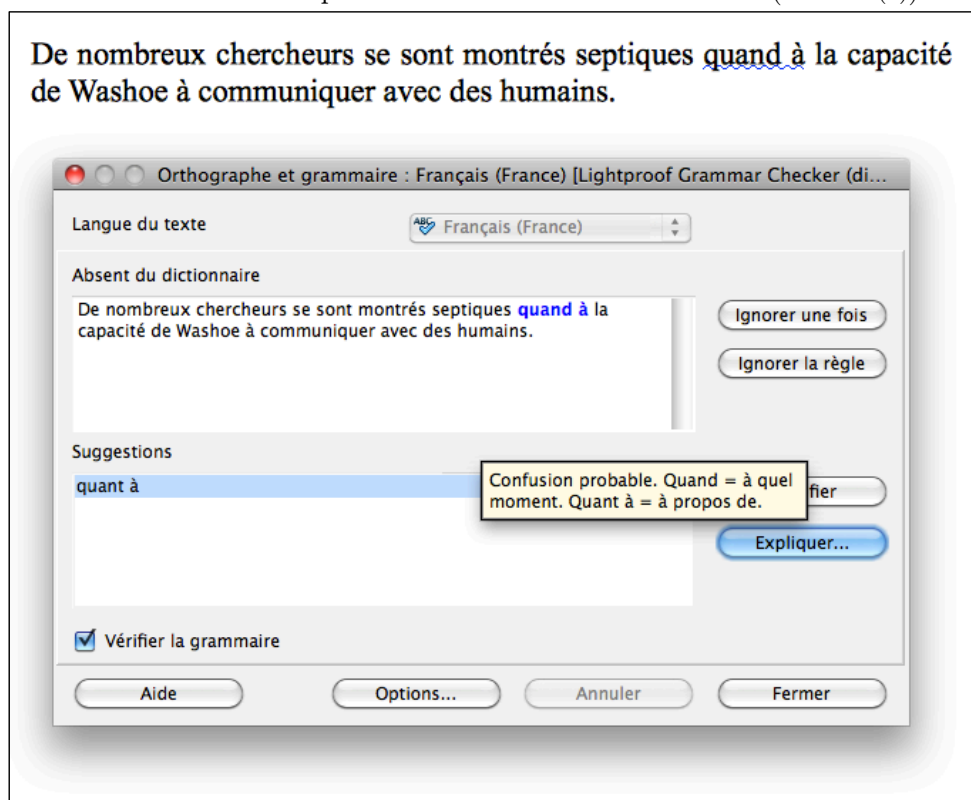 De nombreux chercheurs se sont montrés septiques quand à la capacité
de Washoe à communiquer avec des humains.
Orthographe et grammaire : Français (France) [Lightproof Grammar Checker (di...
Langue du texte
Français (France)
Absent du dictionnaire
De nombreux chercheurs se sont montrés septiques quand à la
capacité de Washoe à communiquer avec des humains.
Ignorer une fois
Ignorer la règle
Suggestions
quant à
Confusion probable. Quand = à quel
moment. Quant à = à propos de.
fier
Expliquer...
Vérifier la grammaire
Aide
Options...
Annuler
Fermer